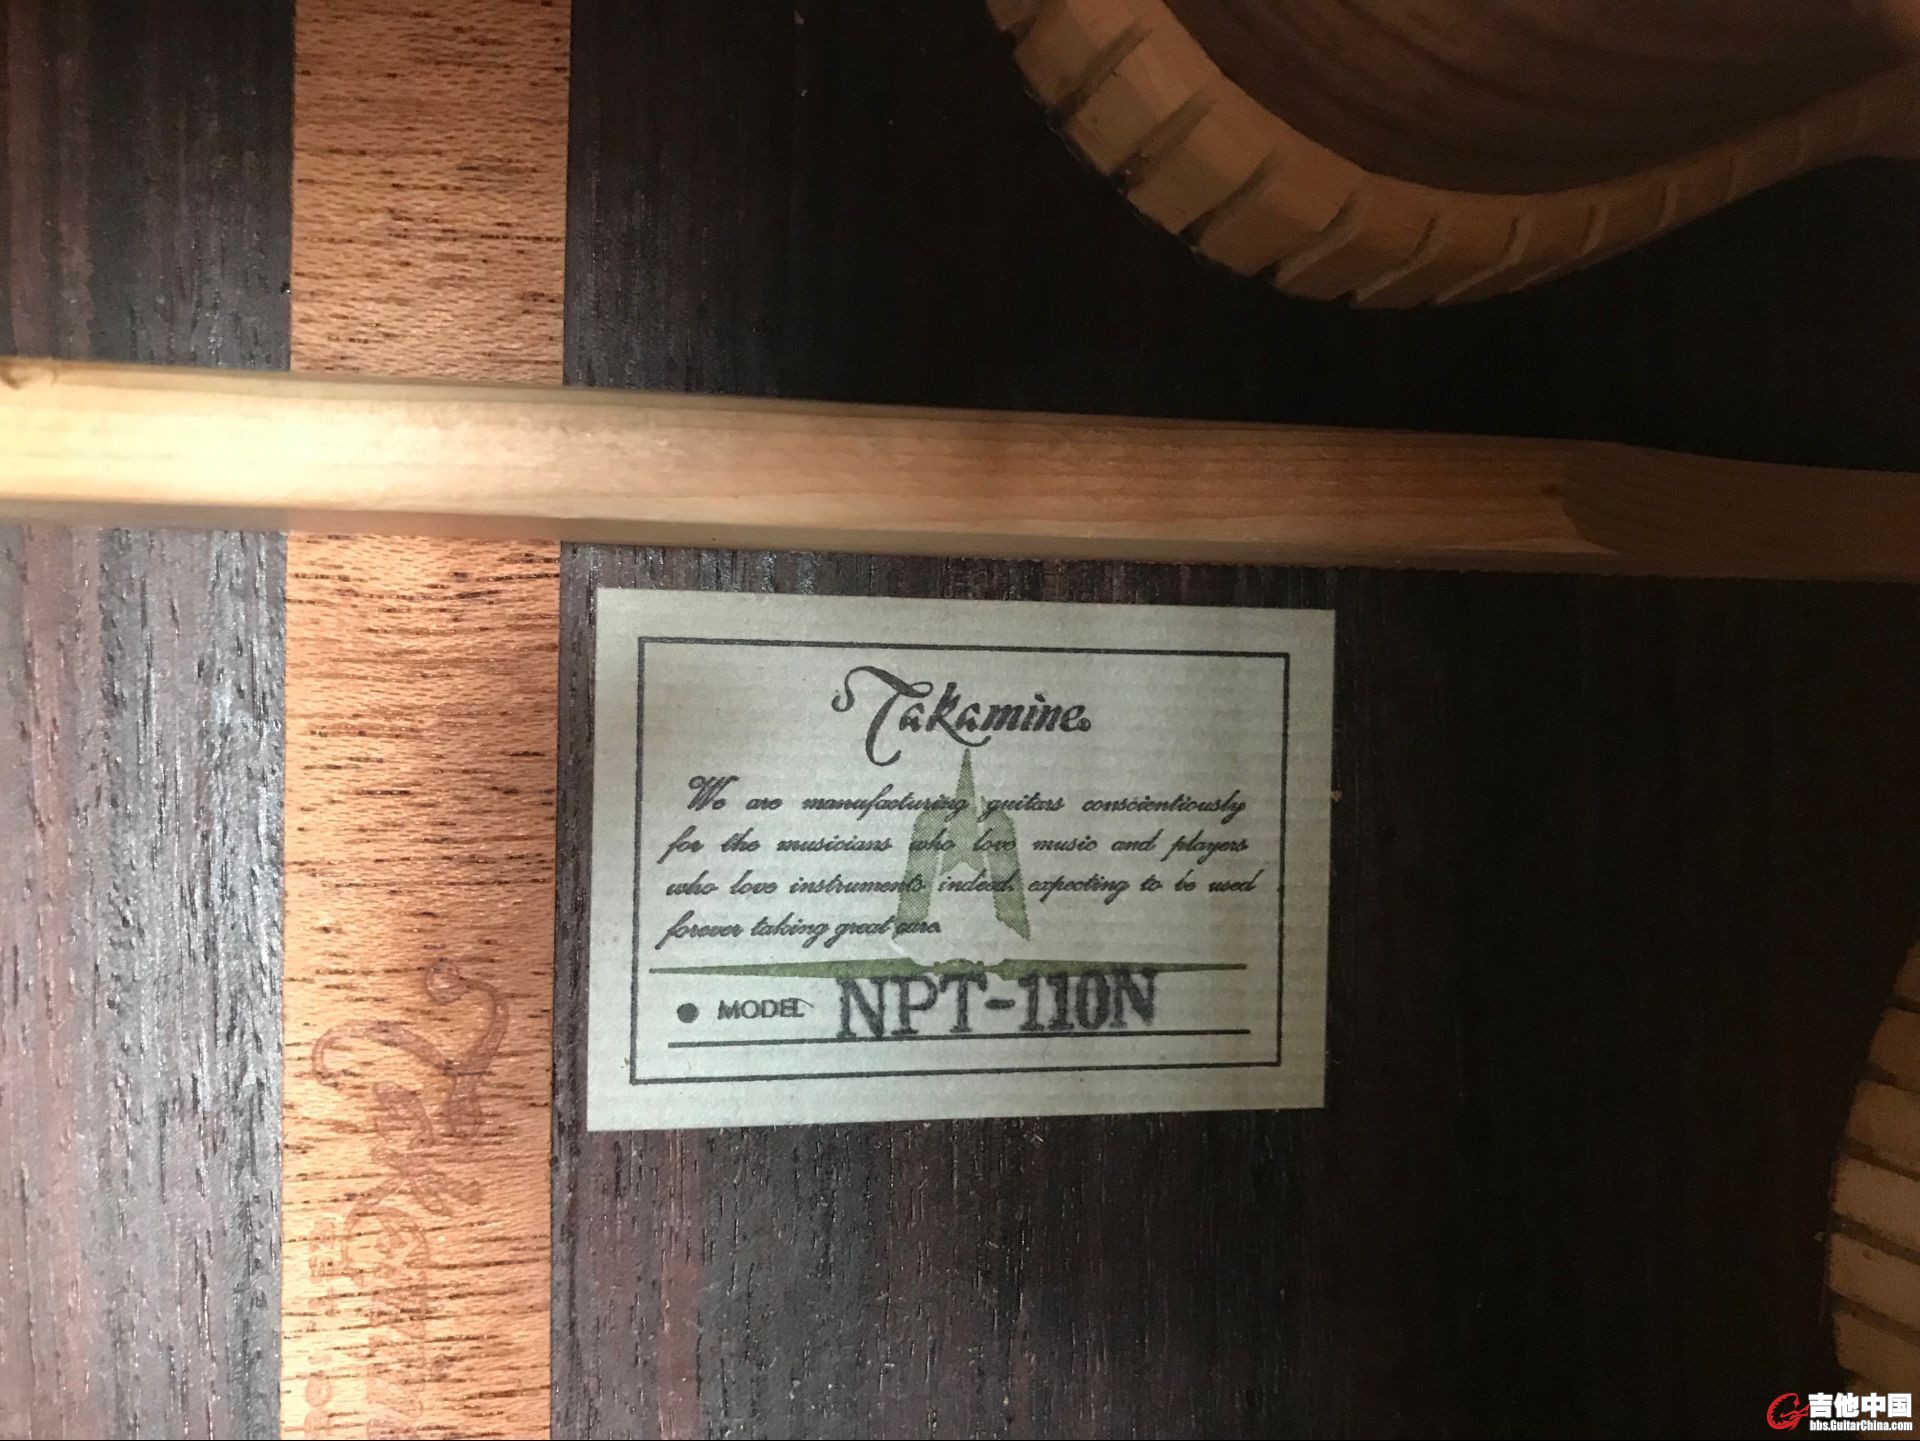 Takamine®
We are manufacturing guitars conscientiously
for the musicians who love music and players
who love instruments indeed, expecting to be used
forever taking great care.
● MODEL NPT-110N
吉他中国
bbs.GuitarChina.com